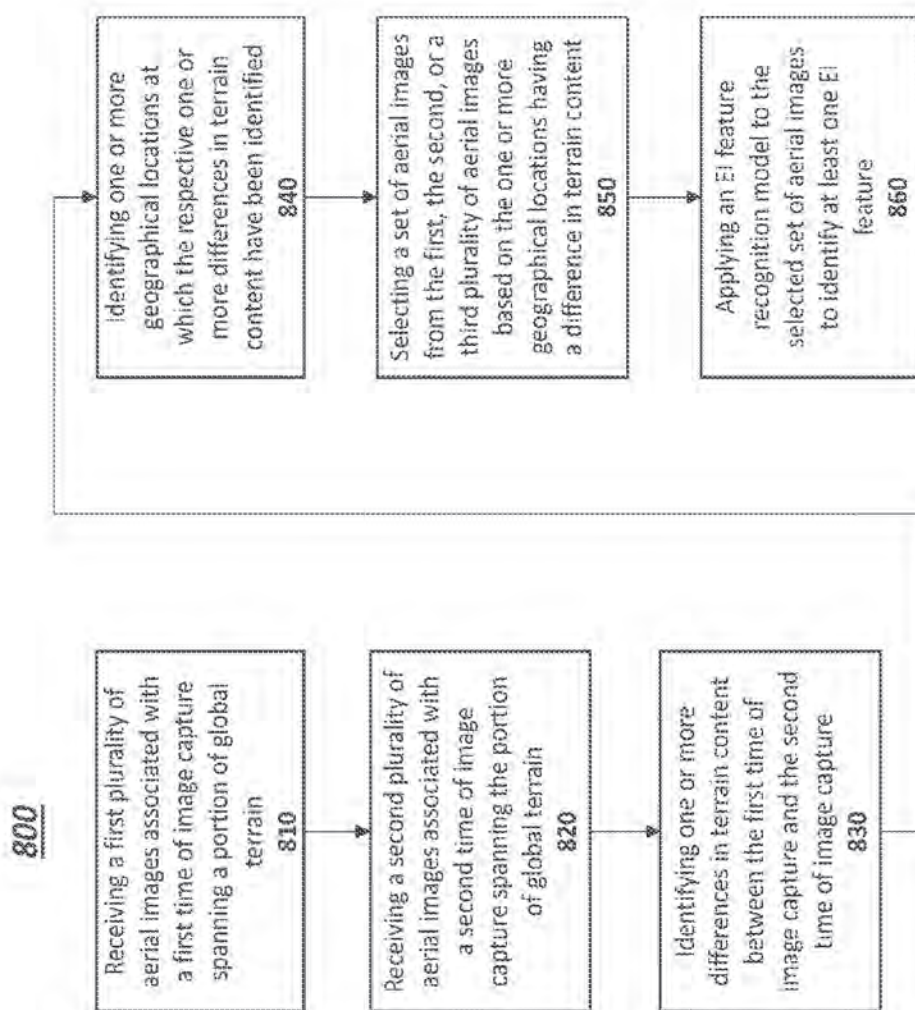 800
Receiving a first plurality of
aerial images associated with
a first time of image capture
spanning a portion of global
terrain
810
Receiving a second plurality of
aerial images associated with
a second time of image
capture spanning the portion
of global terrain
820
Identifying one or more
differences in terrain content
between the first time of
image capture and the second
time of image capture
830
Identifying one or more
geographical locations at
which the respective one or
more differences in terrain
content have been identified
840
Selecting a set of aerial images
from the first, the second, or a
third plurality of aerial images
based on the one or more
geographical locations having
a difference in terrain content
850
Applying an EI feature
recognition model to the
selected set of aerial images
to identify at least one EI
feature
860